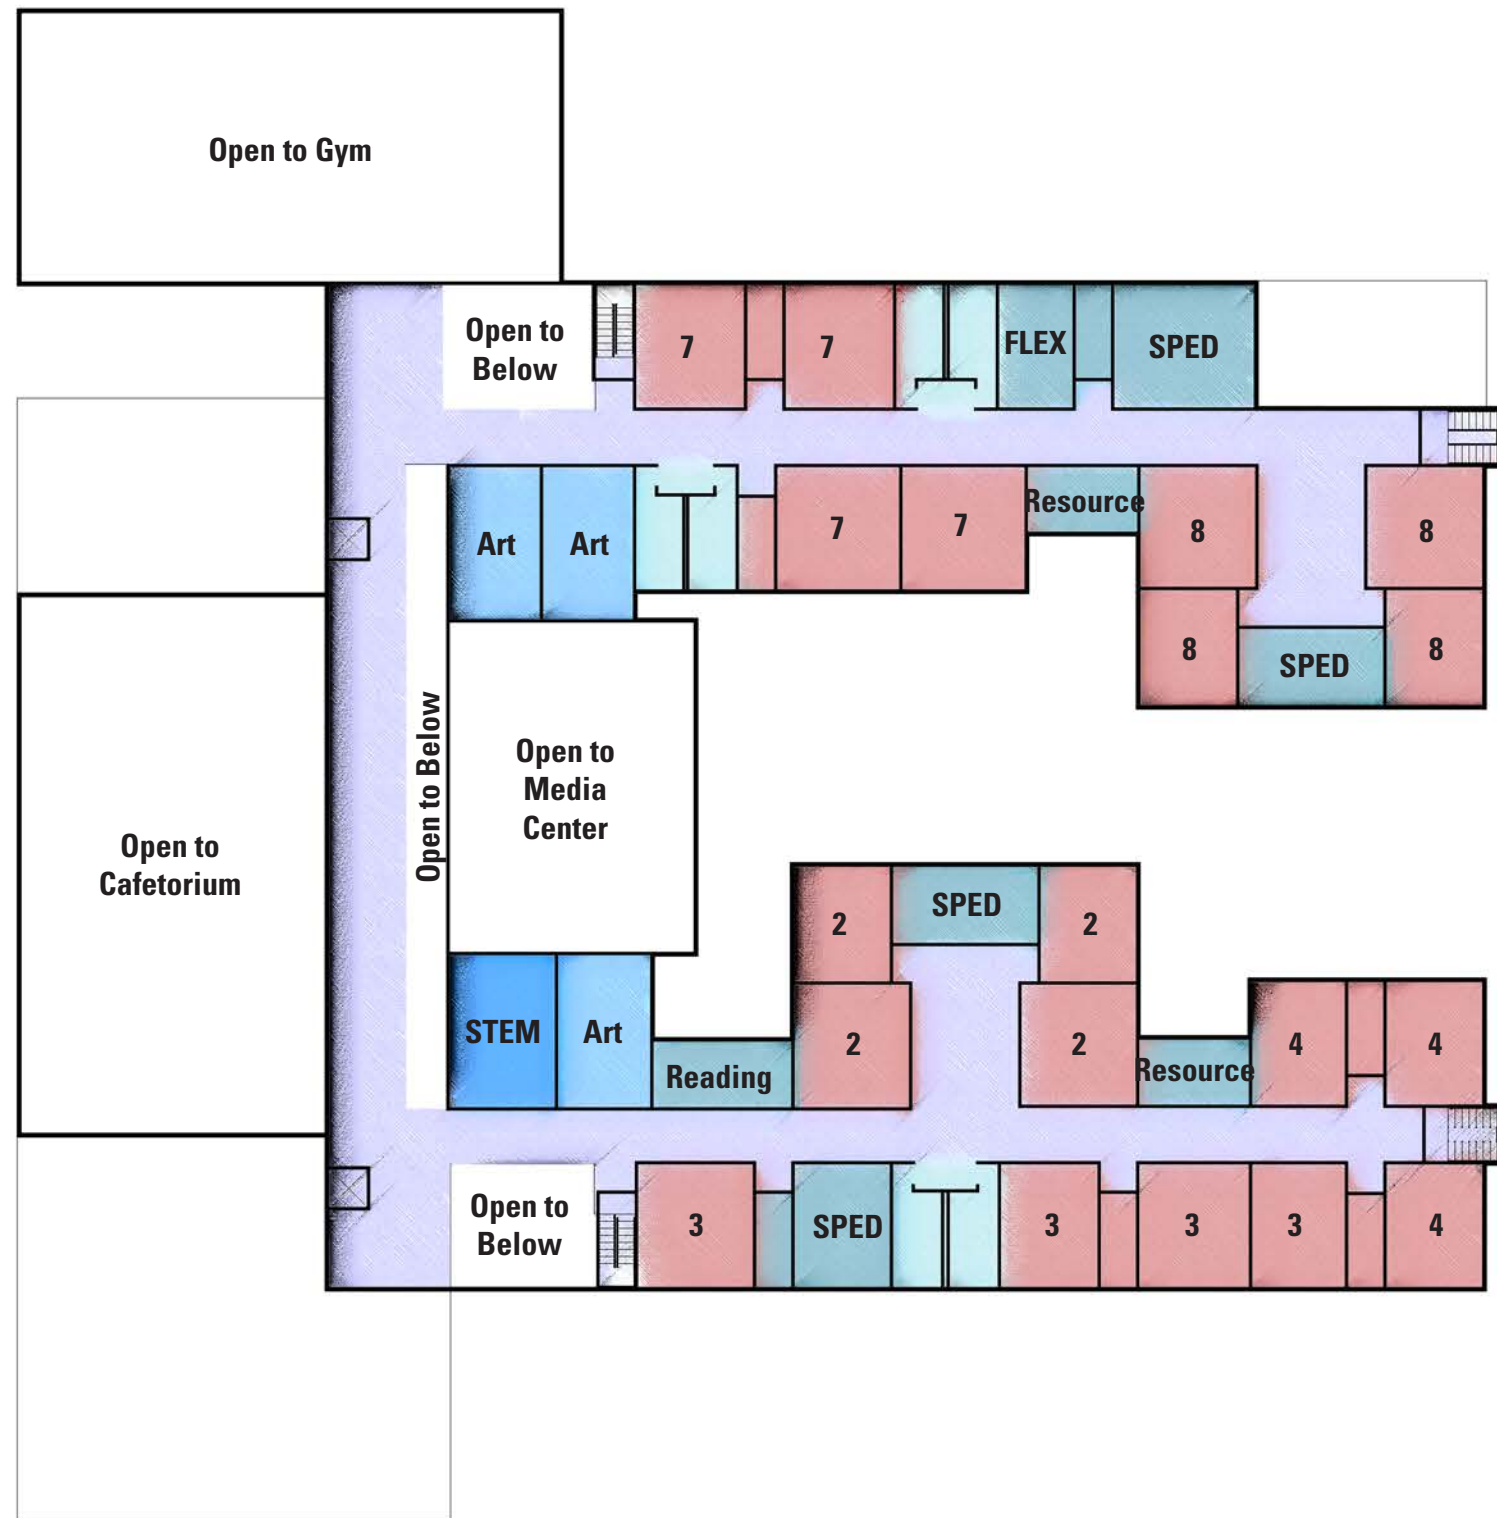 Open to Gym
Open to
Below
7
7
FLEX
SPED
Art
Art
7
7
Resource
8
8
8
SPED
8
Open to Below
Open to
Media
Center
Open to
Cafetorium
2
SPED
2
STEM
Art
Reading
2
2
Resource
4
4
Open to
Below
3
SPED
3
3
3
4